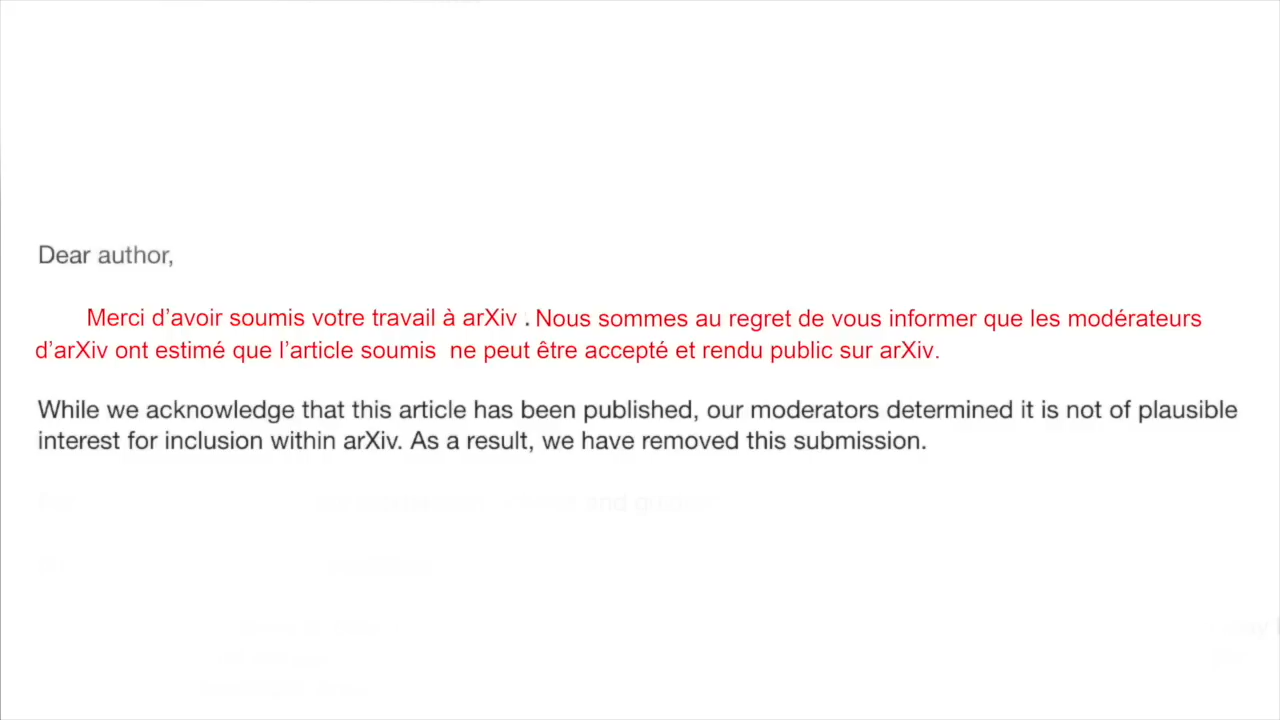 Dear author,
Merci d’avoir soumis votre travail à arXiv . Nous sommes au regret de vous informer que les modérateurs
d’arXiv ont estimé que l’article soumis ne peut être accepté et rendu public sur arXiv.
While we acknowledge that this article has been published, our moderators determined it is not of plausible
interest for inclusion within arXiv. As a result, we have removed this submission.